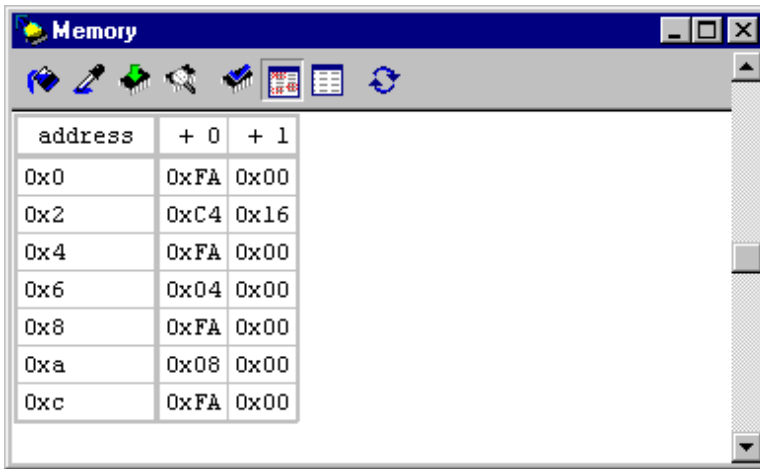 Memory
address + 0 + 1
0x0 0xFA 0x00
0x2 0xC4 0x16
0x4 0xFA 0x00
0x6 0x04 0x00
0x8 0xFA 0x00
0xa 0x08 0x00
0xc 0xFA 0x00